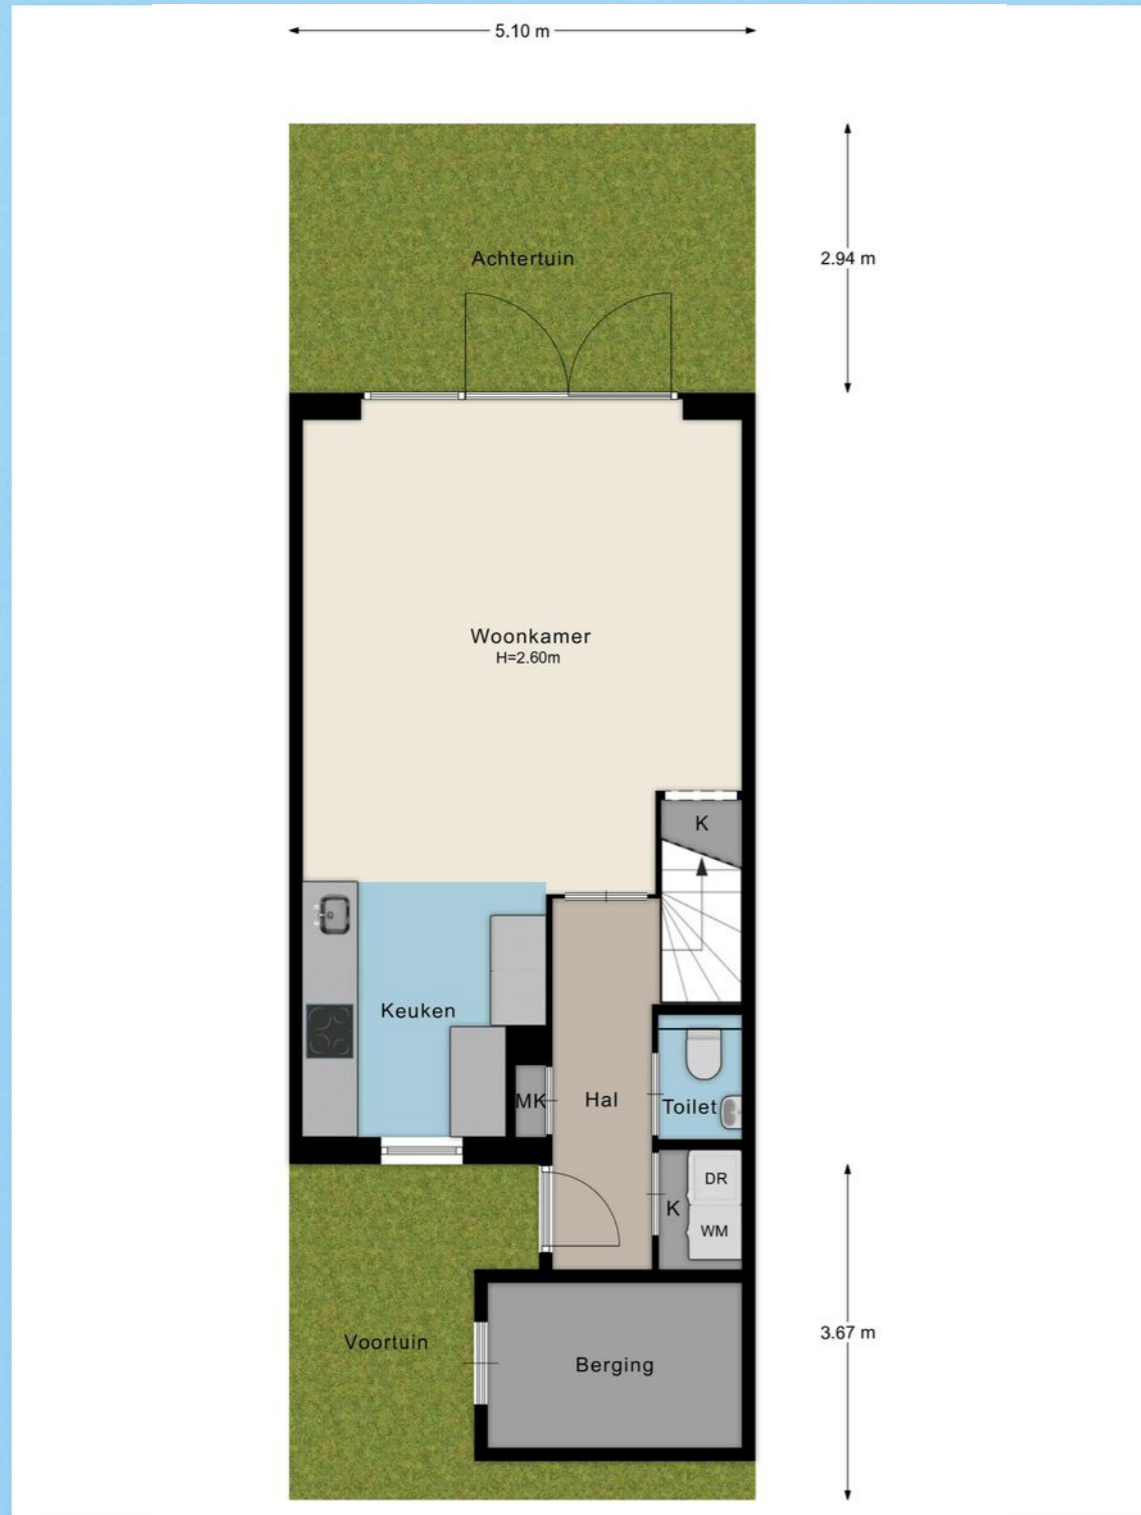 5.10 m
Achtertuin
2.94 m
Woonkamer
H=2.60m
K
Keuken
MK
Hal
Toilet
DR
K
WM
Voortuin
3.67 m
Berging